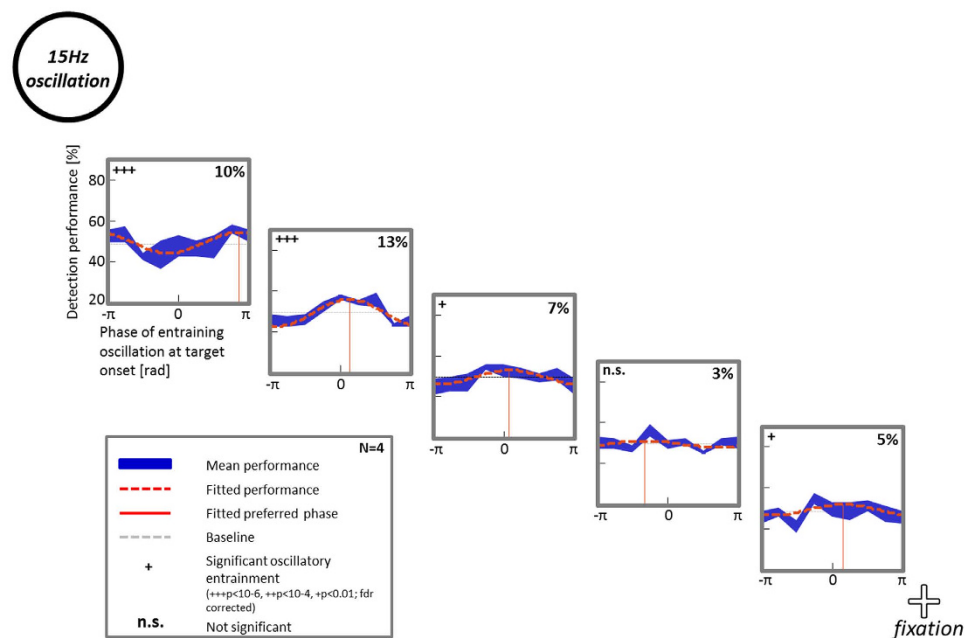 15Hz
oscillation
Detection performance [%]
80
60
40
20
+++
10%
-π
0
π
Phase of entraining
oscillation at target
onset [rad]
+++
13%
-π
0
π
+
7%
-π
0
π
n.s.
3%
-π
0
π
+
5%
-π
0
π
N=4
Mean performance
Fitted performance
Fitted preferred phase
Baseline
+
Significant oscillatory
entrainment
(+++p<10-6, ++p<10-4, +p<0.01; fdr
corrected)
n.s.
Not significant
fixation